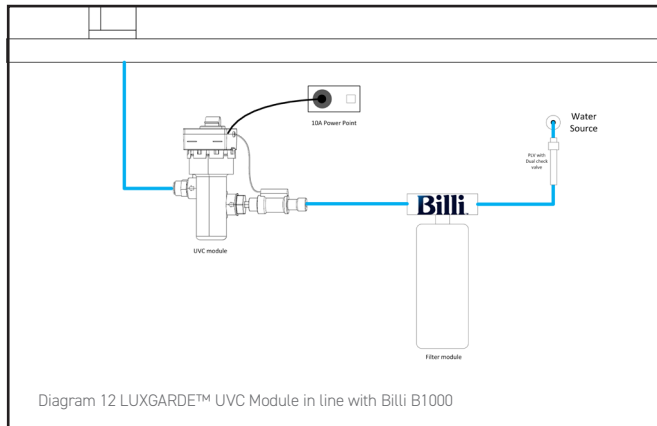 10A Power Point
Water
Source
PLV with
Dual check
valve
Billi
UVC module
Filter module
Diagram 12 LUXGARDE™ UVC Module in line with Billi B1000